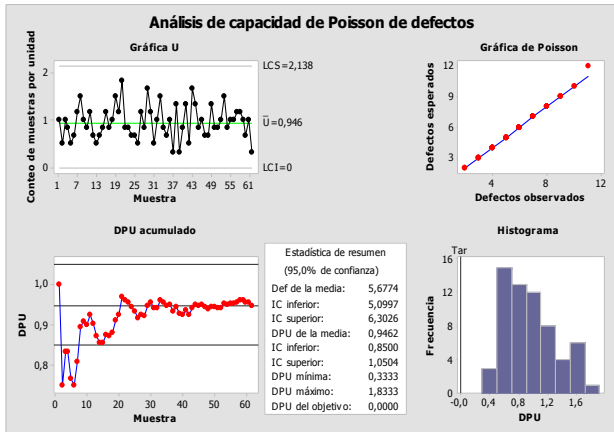 Análisis de capacidad de Poisson de defectos
Gráfica U
Conteo de muestras por unidad
2
1
0
1 7 13 19 25 31 37 43 49 55 61
Muestra
LCS=2,138
U=0,946
LCI=0
Gráfica de Poisson
Defectos esperados
12
9
6
3
3 6 9 12
Defectos observados
DPU acumulado
DPU
1,0
0,9
0,8
0 10 20 30 40 50 60
Muestra
Estadística de resumen
(95,0% de confianza)
Def de la media: 5,6774
IC inferior: 5,0997
IC superior: 6,3026
DPU de la media: 0,9462
IC inferior: 0,8500
IC superior: 1,0504
DPU mínima: 0,3333
DPU máximo: 1,8333
DPU del objetivo: 0,0000
Histograma
Tar
Frecuencia
16
12
8
4
0
-0,0 0,4 0,8 1,2 1,6
DPU